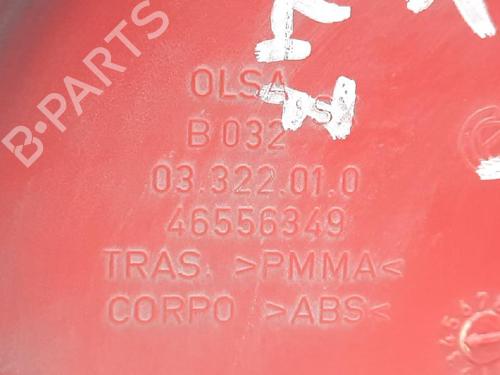 B-PARTS
OLSA
B 032
03.322.01.0
46556349
TRAS. >PMMA<
CORPO >ABS<